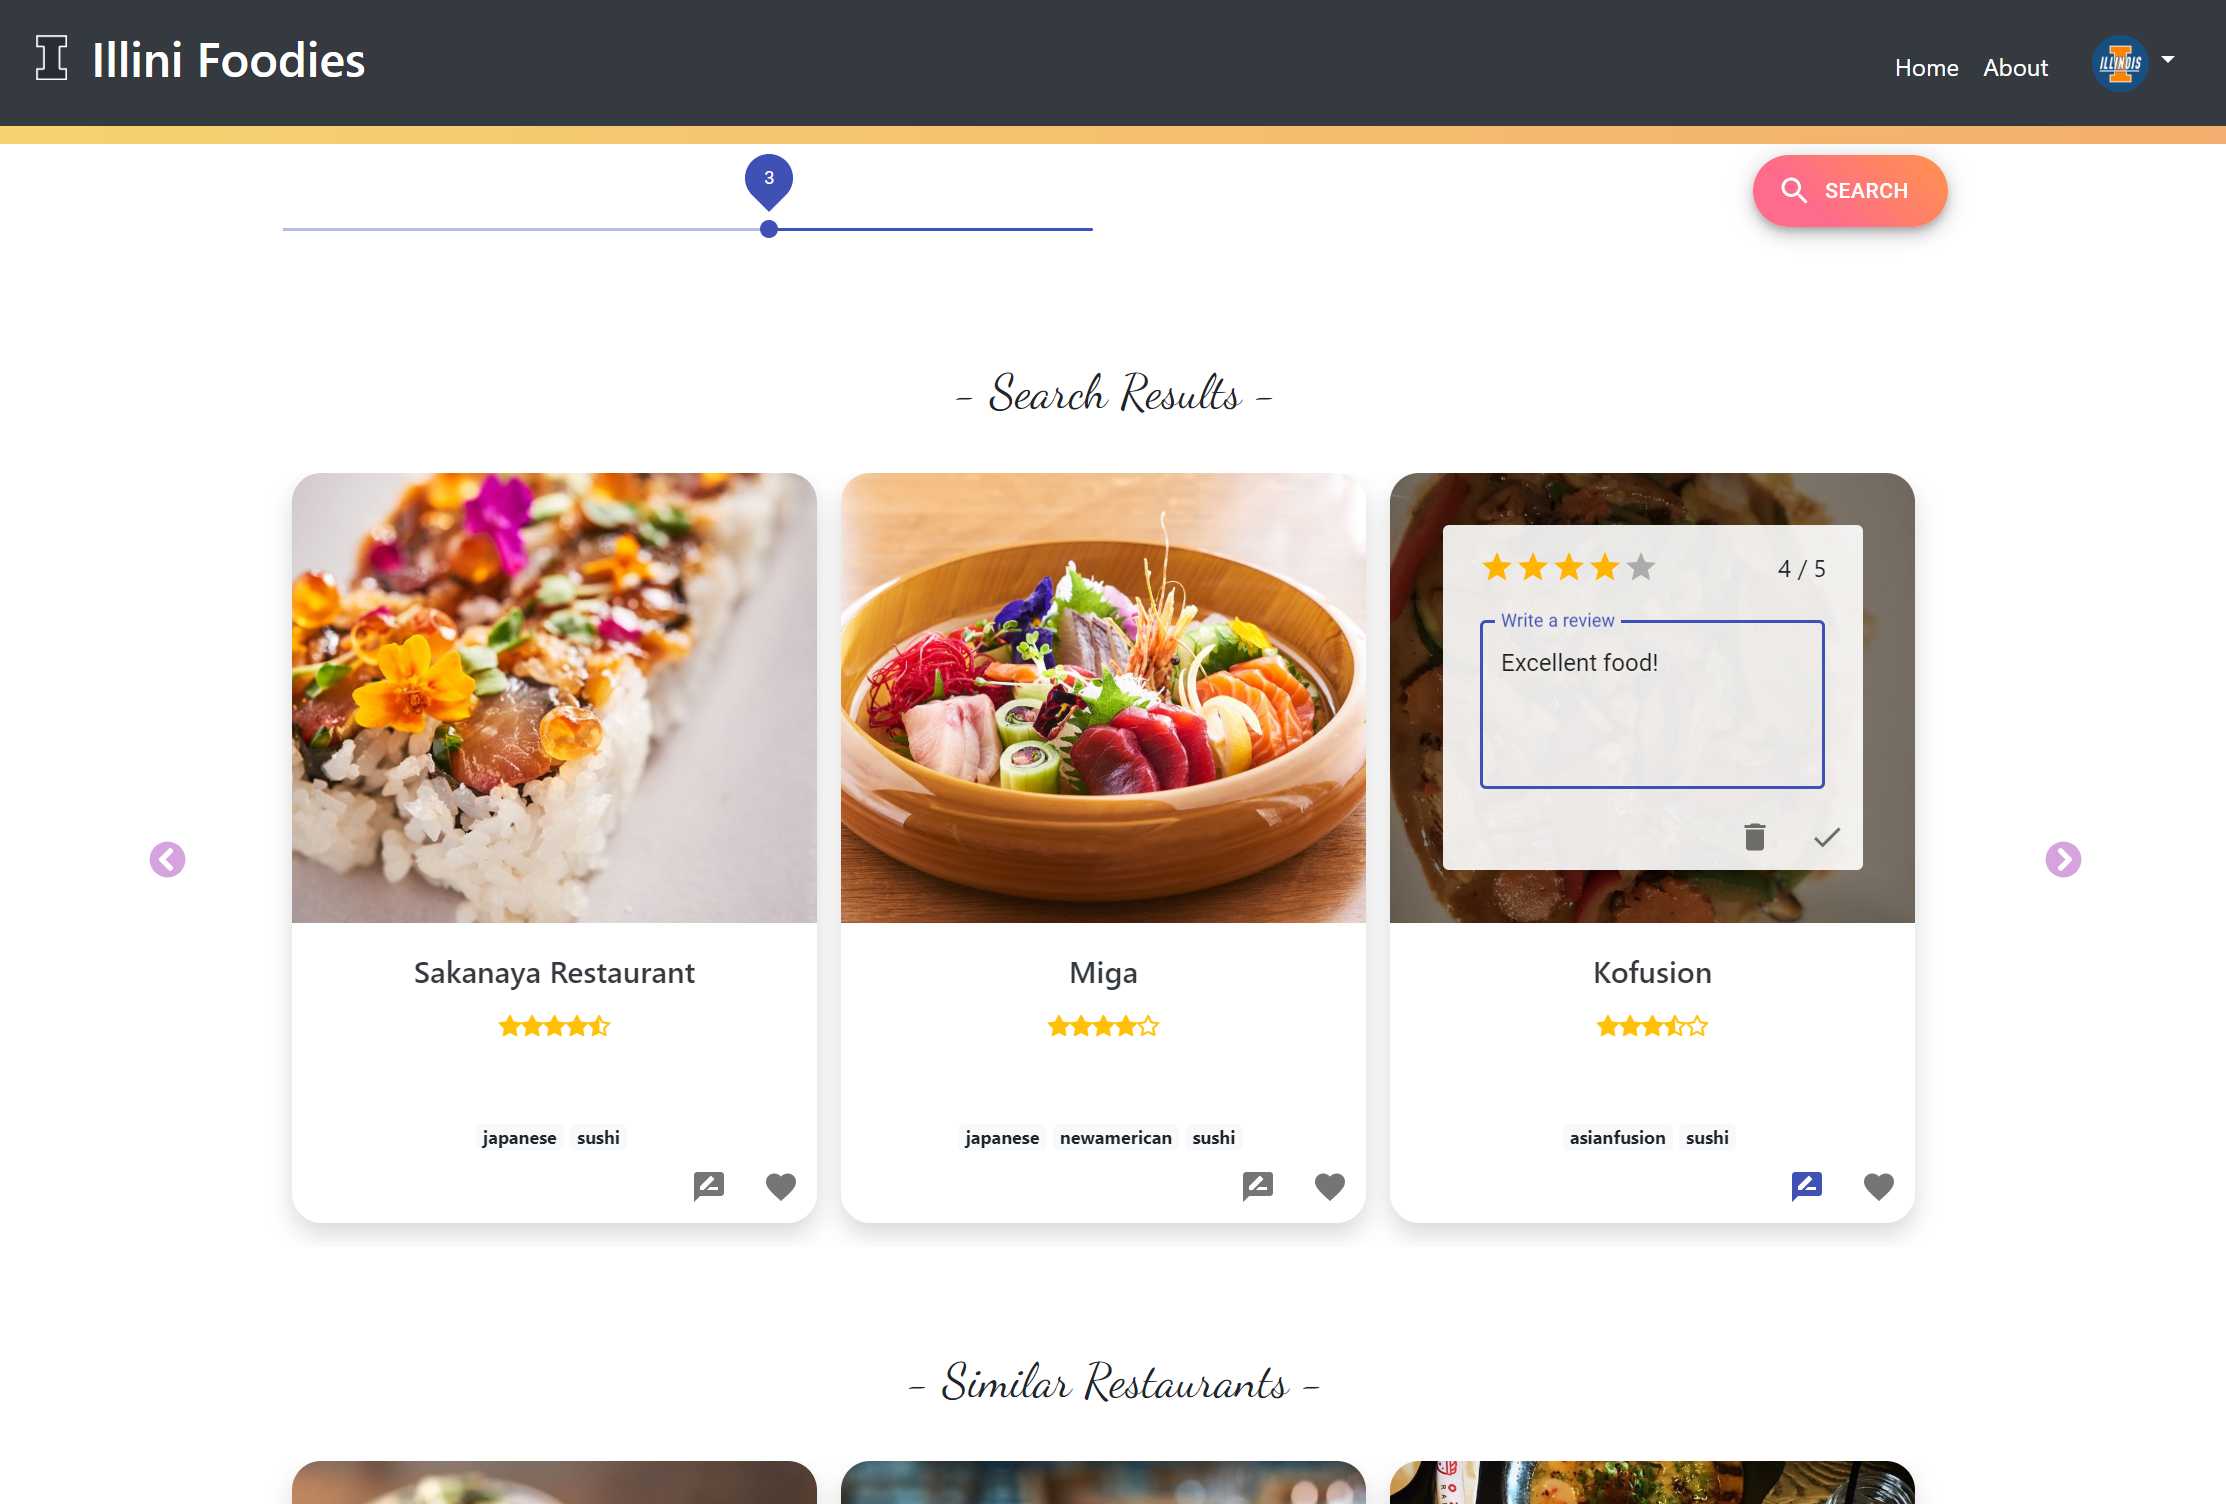 Illini Foodies
Home About
ILLINOIS
3
SEARCH
- Search Results -
4 / 5
Write a review
Excellent food!
Sakanaya Restaurant
Miga
Kofusion
japanese sushi
japanese newamerican sushi
asianfusion sushi
- Similar Restaurants -